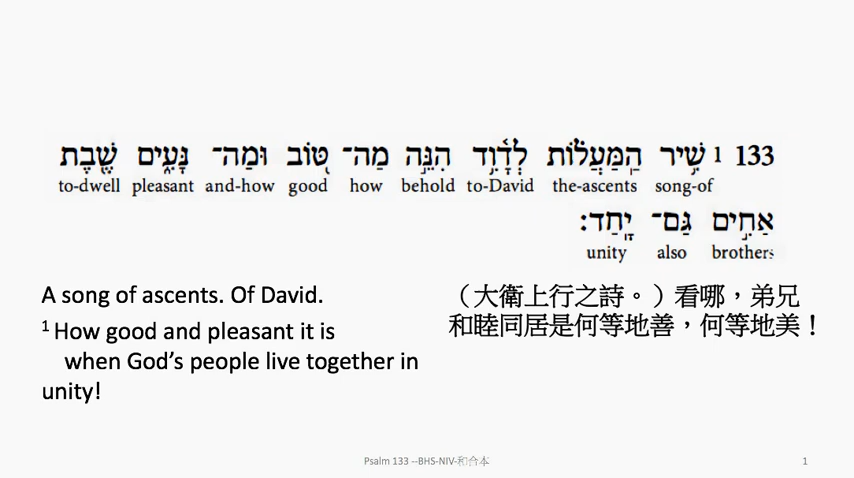 133 1 שִׁ֥יר הַֽמַּעֲל֗וֹת לְדָ֫וִ֥ד הִנֵּ֣ה מַה־ טּ֭וֹב וּמַה־ נָּעִ֑ים שֶׁ֖בֶת
to-dwell pleasant and-how good how behold to-David the-ascents song-of
אַחִ֣ים גַּם־ יָֽחַד׃
unity also brothers
A song of ascents. Of David.
1 How good and pleasant it is
when God’s people live together in
unity!
（大衛上行之詩。）看哪，弟兄
和睦同居是何等地善，何等地美！
Psalm 133 --BHS-NIV-和合本
1